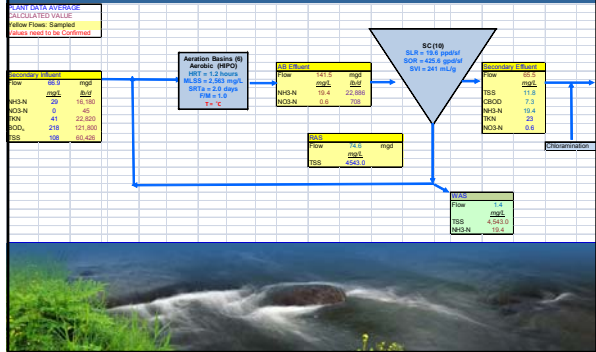 PLANT DATA AVERAGE
CALCULATED VALUE
Yellow Flows: Sampled
Values need to be Confirmed
Secondary Influent
Flow 66.9 mgd
mg/L lb/d
NH3-N 29 16,180
NO3-N 0 45
TKN 41 22,820
BOD₅ 218 121,800
TSS 108 60,426
Aeration Basins (6)
Aerobic (HPO)
HRT = 1.2 hours
MLSS = 2,563 mg/L
SRTa = 2.0 days
F/M = 1.0
T = °C
AB Effluent
Flow 141.5 mgd
mg/L lb/d
NH3-N 19.4 22,886
NO3-N 0.6 708
SC (10)
SLR = 19.6 ppd/sf
SOR = 425.6 gpd/sf
SVI = 241 mL/g
Secondary Effluent
Flow 65.5
mg/L
TSS 11.8
CBOD 7.3
NH3-N 19.4
TKN 23
NO3-N 0.6
Chloramination
RAS
Flow 74.6 mgd
mg/L
TSS 4543.0
WAS
Flow 1.4
mg/L
TSS 4,543.0
NH3-N 19.4